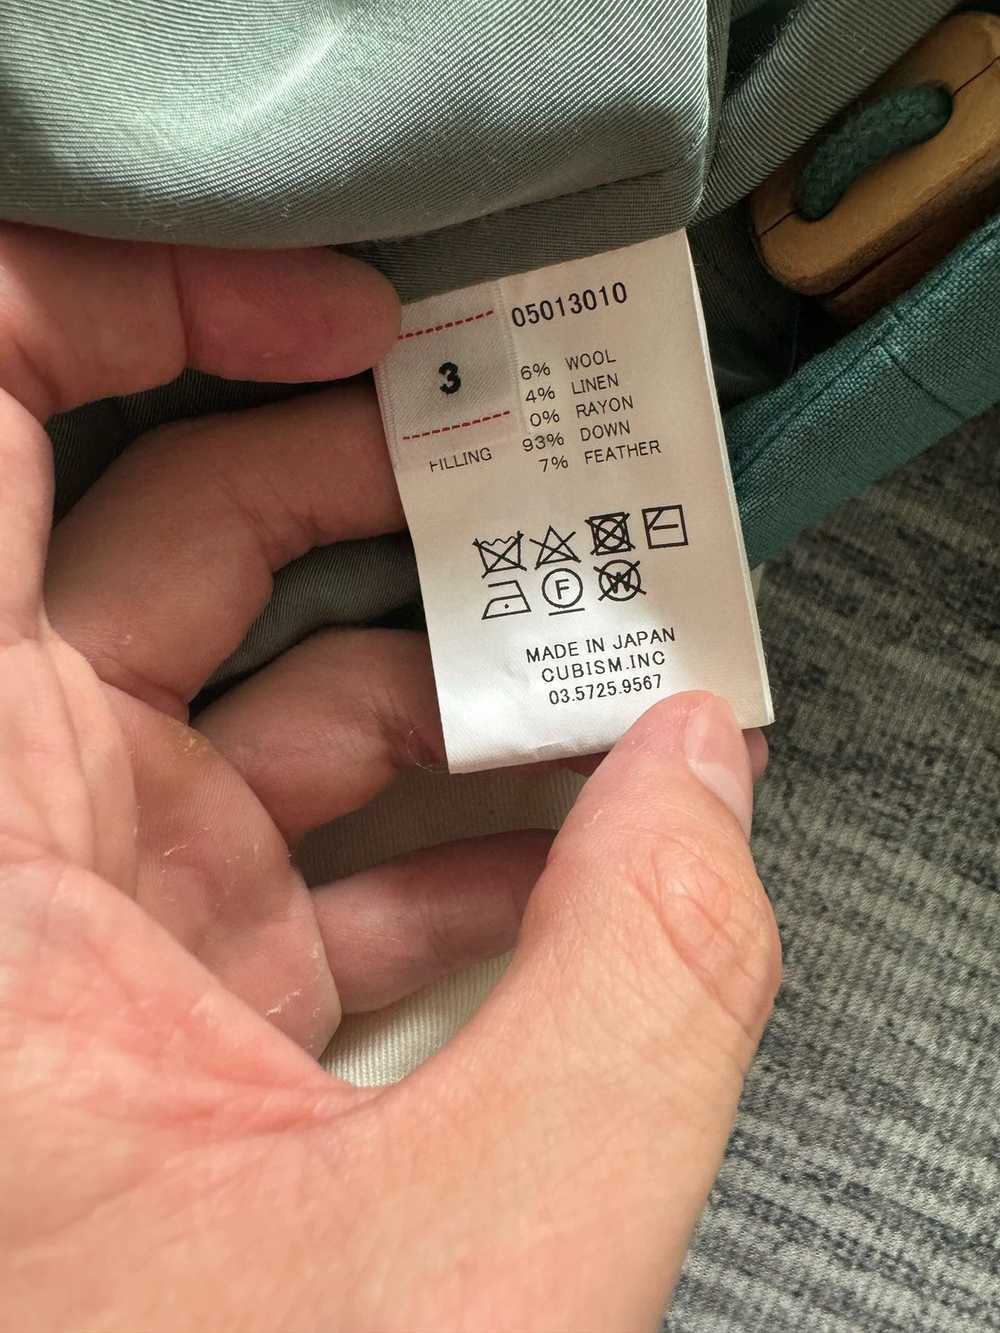 05013010
3
6% WOOL
4% LINEN
0% RAYON
FILLING 93% DOWN
7% FEATHER
F
W
MADE IN JAPAN
CUBISM.INC
03.5725.9567